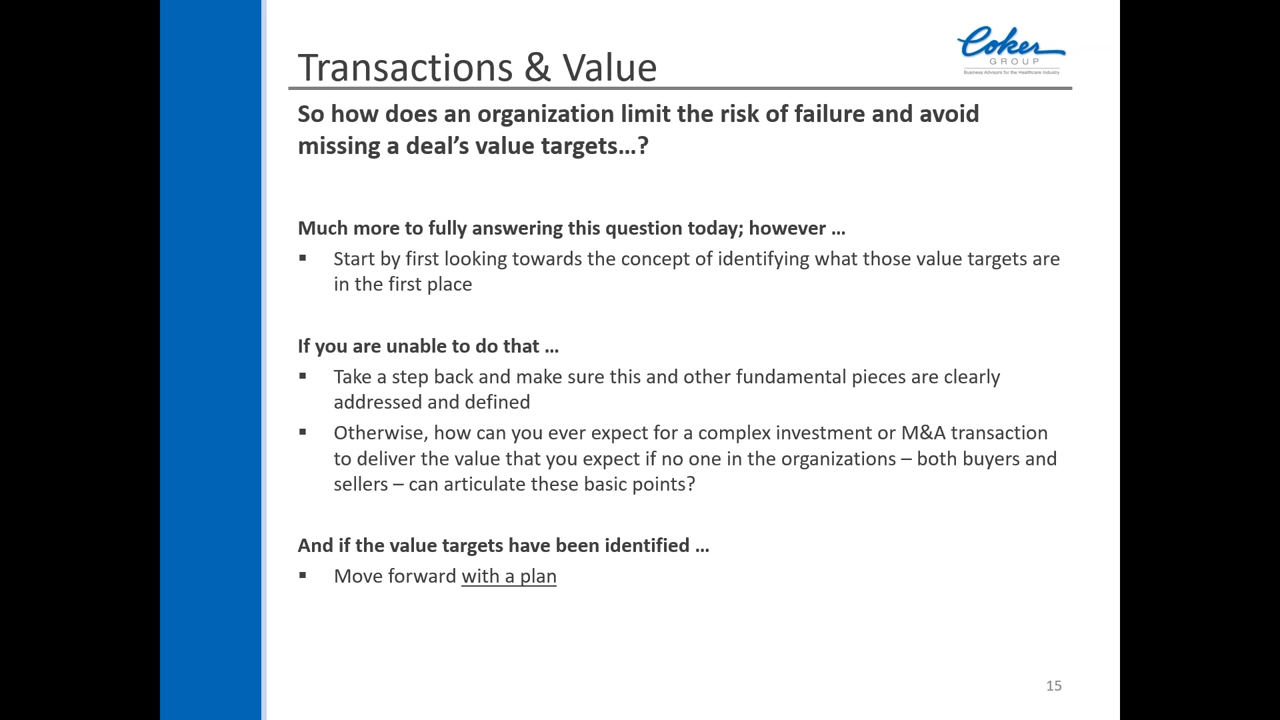 Transactions & Value
Coker
GROUP
Business Advisors for the Healthcare Industry
So how does an organization limit the risk of failure and avoid
missing a deal’s value targets…?
Much more to fully answering this question today; however …
▪ Start by first looking towards the concept of identifying what those value targets are
in the first place
If you are unable to do that …
▪ Take a step back and make sure this and other fundamental pieces are clearly
addressed and defined
▪ Otherwise, how can you ever expect for a complex investment or M&A transaction
to deliver the value that you expect if no one in the organizations – both buyers and
sellers – can articulate these basic points?
And if the value targets have been identified …
▪ Move forward with a plan
15